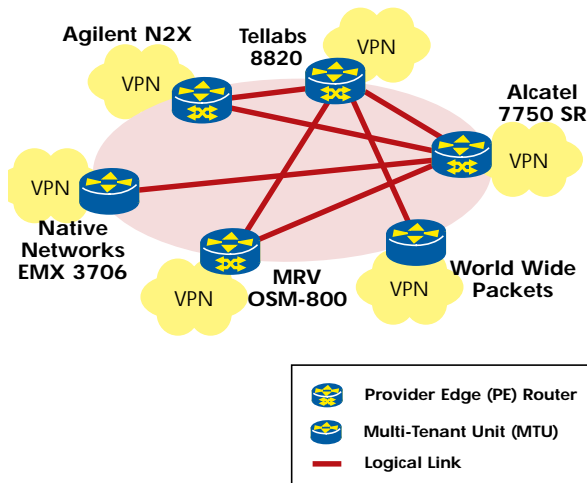 Agilent N2X
Tellabs
8820
VPN
VPN
Alcatel
7750 SR
VPN
VPN
Native
Networks
EMX 3706
MRV
OSM-800
VPN
World Wide
Packets
VPN
Provider Edge (PE) Router
Multi-Tenant Unit (MTU)
Logical Link